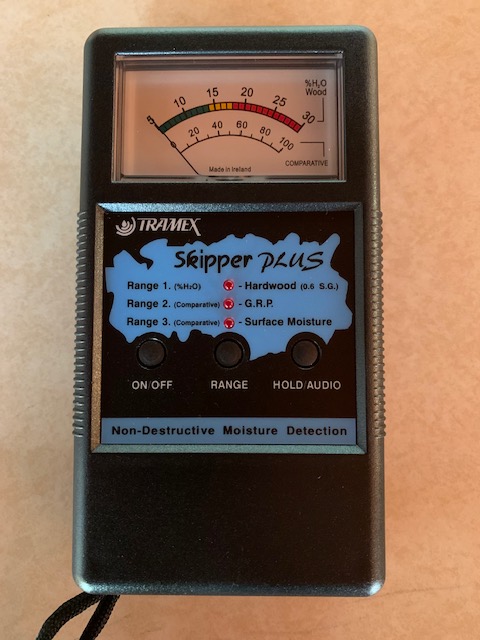 %H₂O
Wood
5 10 15 20 25 30
0 20 40 60 80 100
COMPARATIVE
Made in Ireland
TRAMEX
Skipper PLUS
Range 1. (%H₂O) - Hardwood (0.6 S.G.)
Range 2. (Comparative) - G.R.P.
Range 3. (Comparative) - Surface Moisture
ON/OFF RANGE HOLD/AUDIO
Non-Destructive Moisture Detection